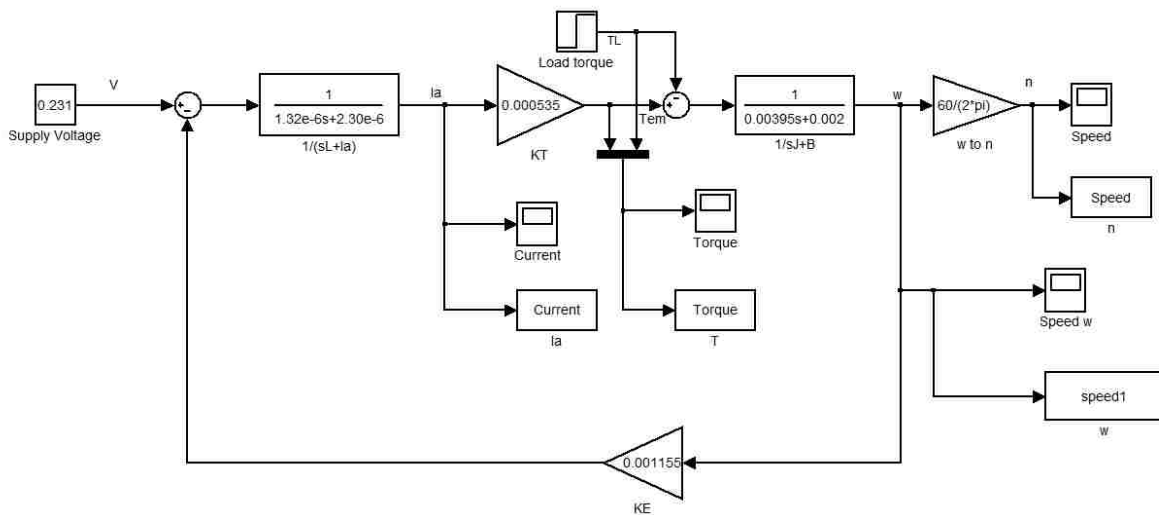 V
0.231
Supply Voltage
+
-
1
1.32e-6s+2.30e-6
1/(sL+Ia)
Ia
0.000535
KT
Load torque
TL
Tem
-
+
1
0.00395s+0.002
1/sJ+B
w
60/(2*pi)
w to n
n
Speed
Speed
n
Current
Current
Ia
Torque
Torque
T
Speed w
speed1
w
0.001155
KE